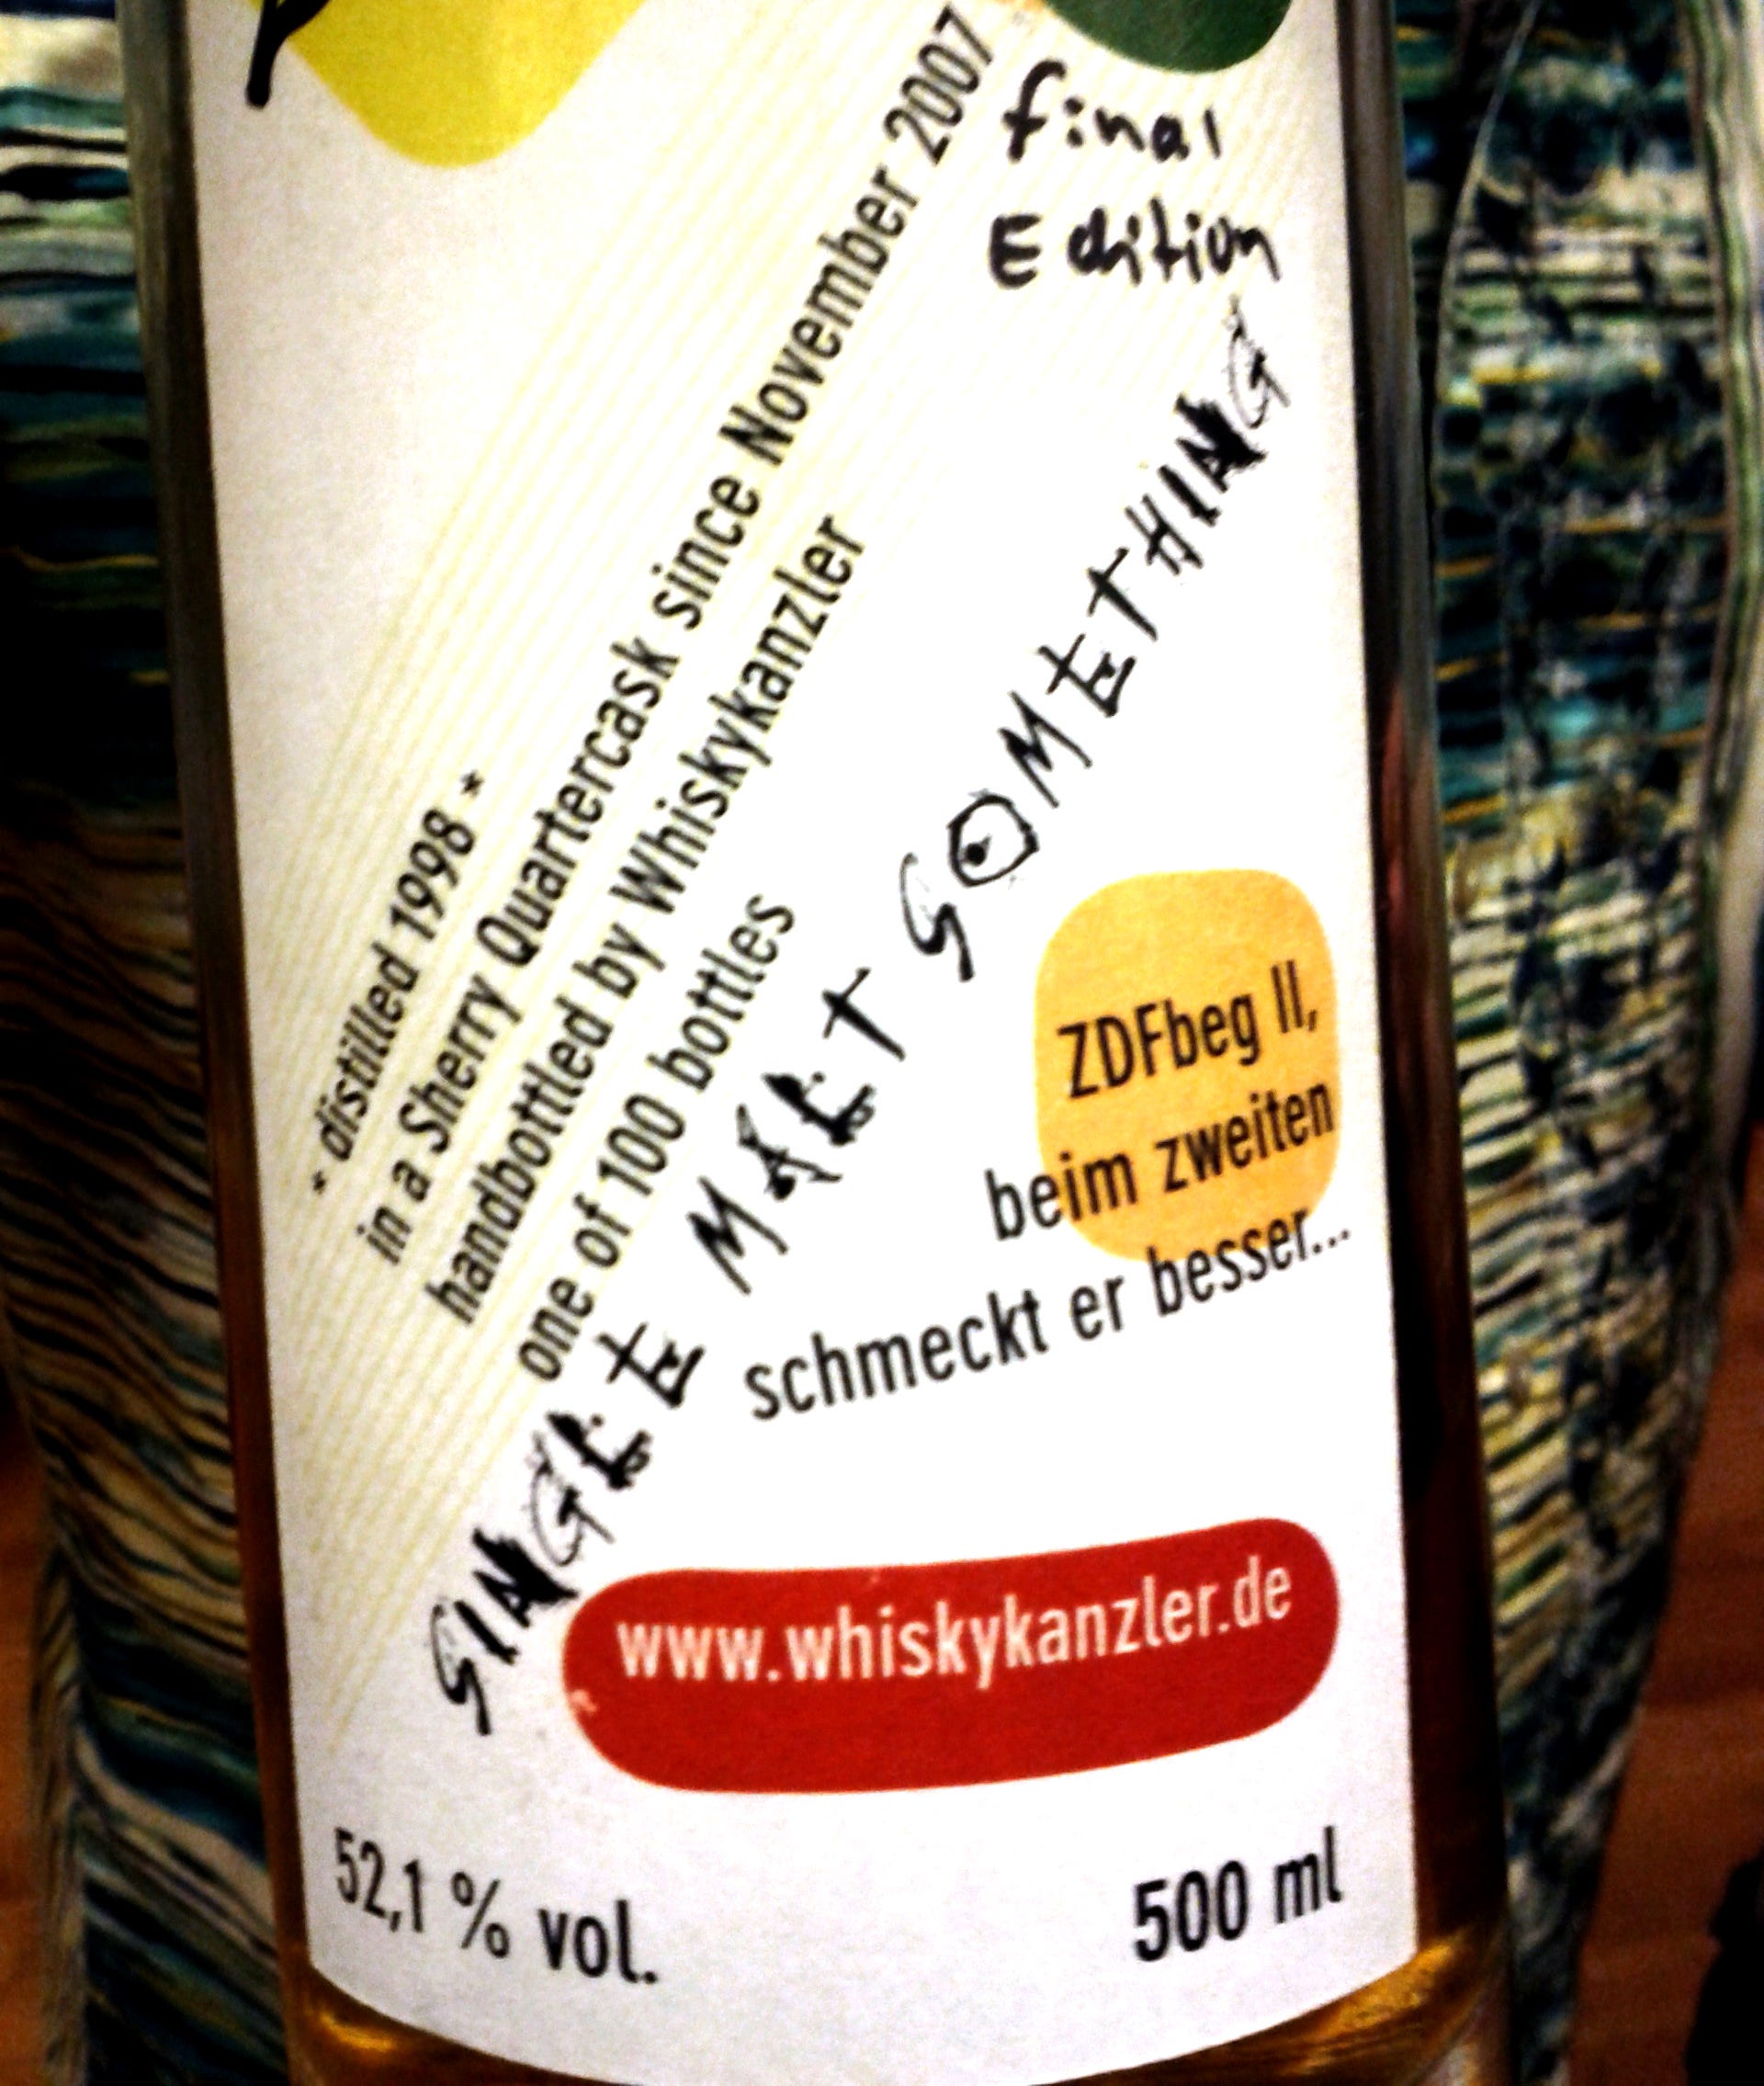 final
Edition
* distilled 1998 *
in a Sherry Quartercask since November 2007
handbottled by Whiskykanzler
one of 100 bottles
SINGLE MALT SOMETHING
ZDFbeg II,
beim zweiten
schmeckt er besser...
www.whiskykanzler.de
52,1 % vol.
500 ml